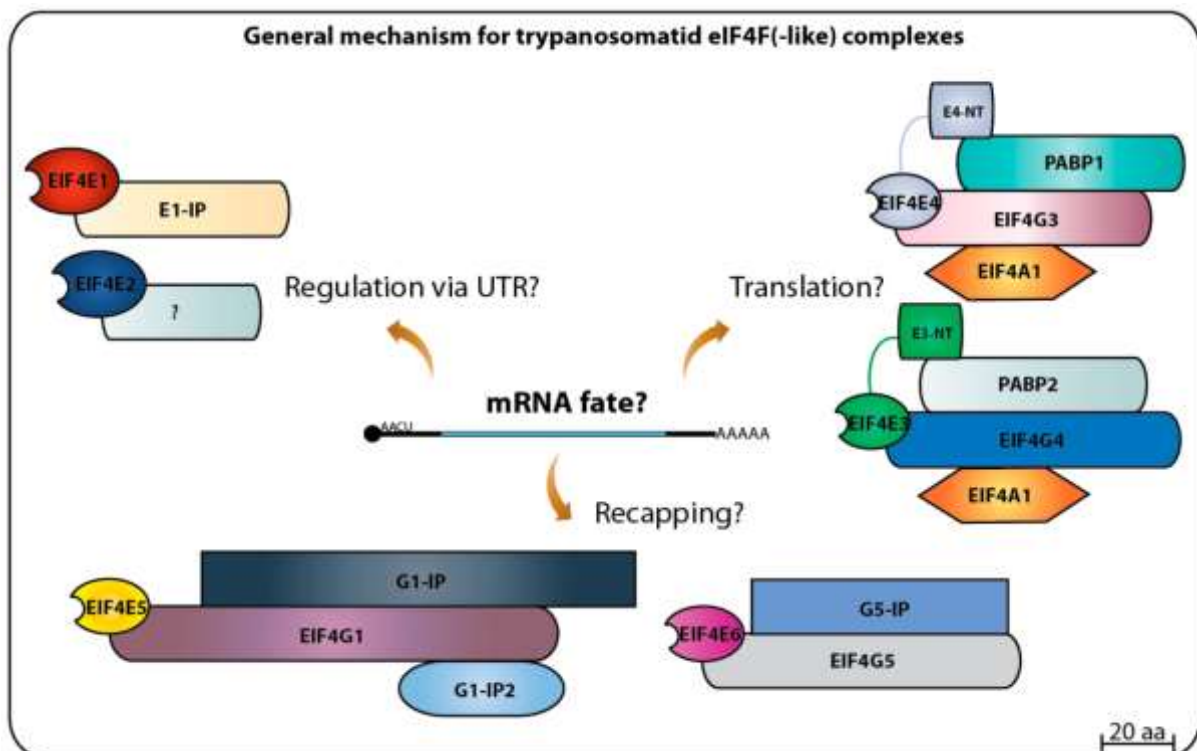 General mechanism for trypanosomatid eIF4F(-like) complexes
EIF4E1
E1-IP
EIF4E2
?
Regulation via UTR?
Translation?
E4-NT
PABP1
EIF4E4
EIF4G3
EIF4A1
E3-NT
PABP2
EIF4E3
EIF4G4
EIF4A1
mRNA fate?
AACU
AAAAA
Recapping?
G1-IP
EIF4E5
EIF4G1
G1-IP2
G5-IP
EIF4E6
EIF4G5
20 aa